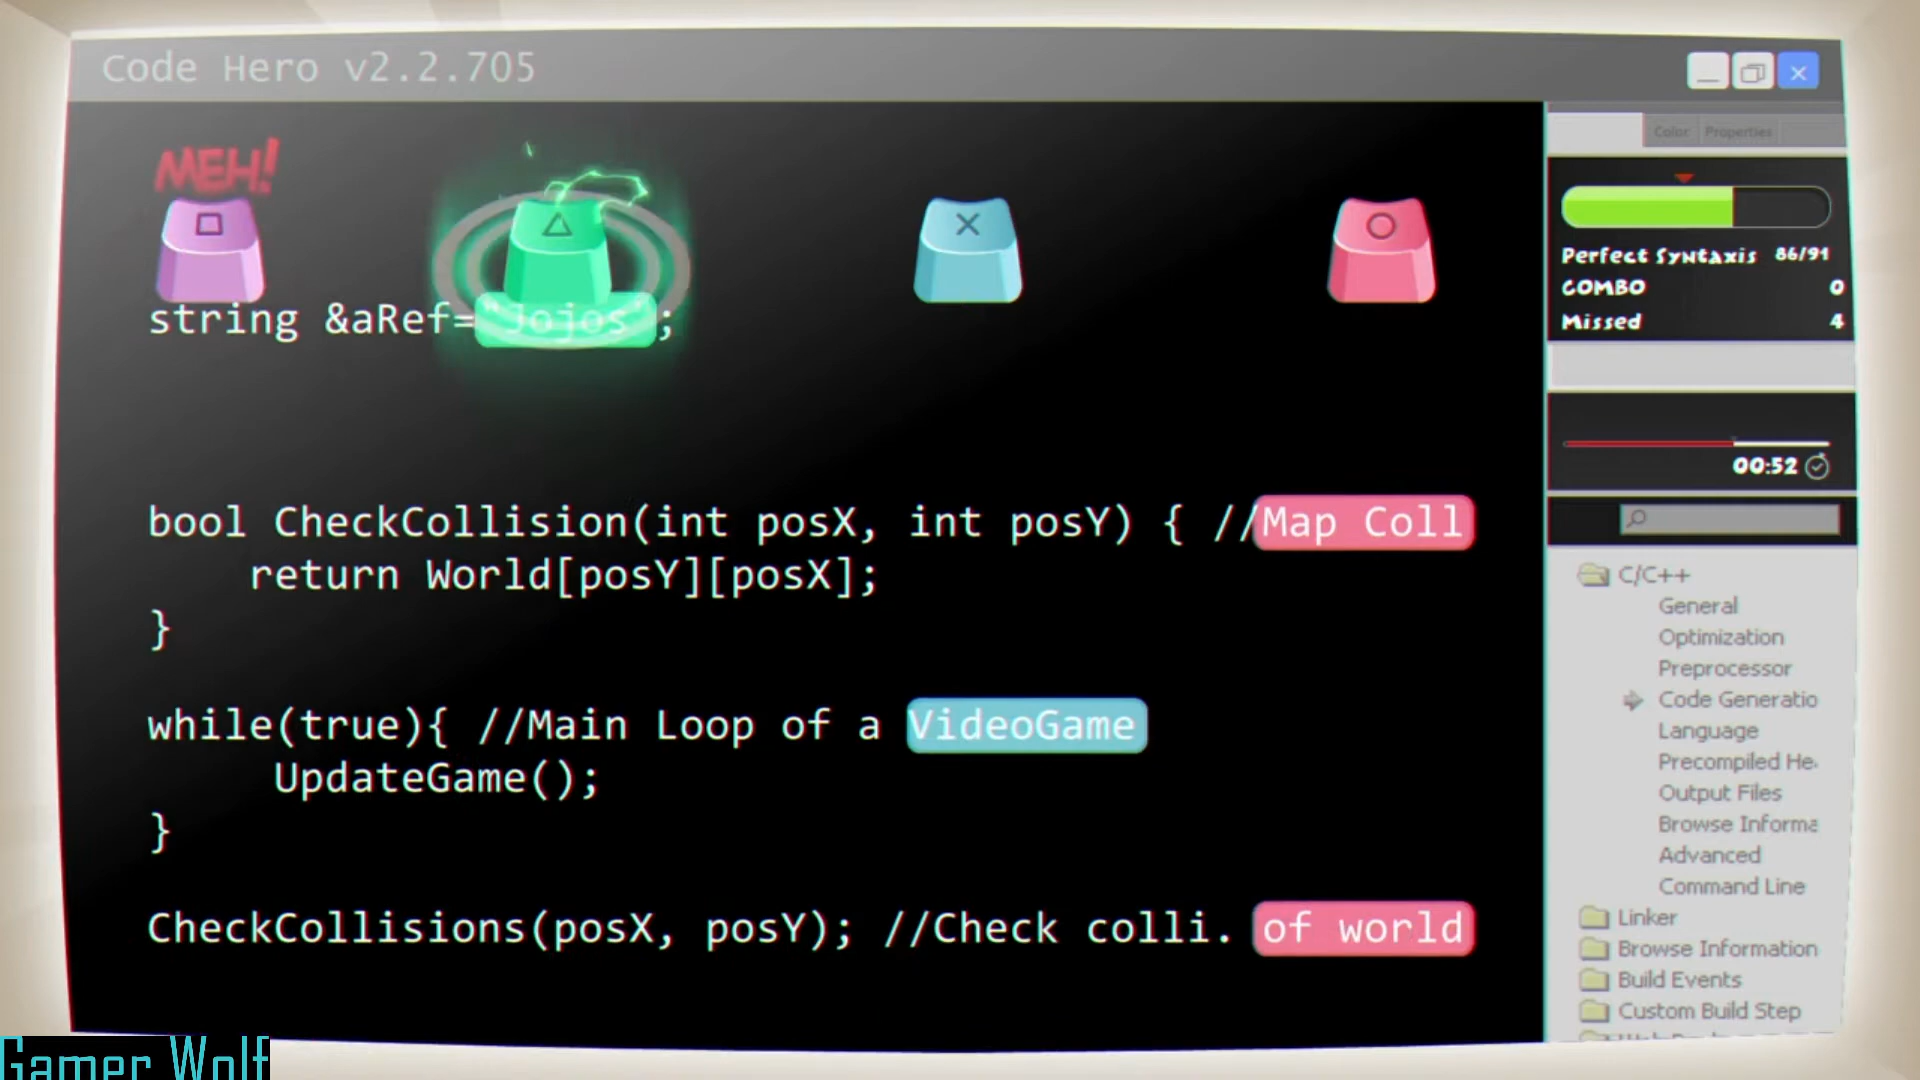 Code Hero v2.2.705
Color Properties
MEH!
Perfect Syntaxis 86/91
COMBO 0
Missed 4
string &aRef="Jojos";
00:52
bool CheckCollision(int posX, int posY) { //Map Coll
return World[posY][posX];
}
while(true){ //Main Loop of a VideoGame
UpdateGame();
}
CheckCollisions(posX, posY); //Check colli. of world
C/C++
General
Optimization
Preprocessor
Code Generatio
Language
Precompiled He
Output Files
Browse Informa
Advanced
Command Line
Linker
Browse Information
Build Events
Custom Build Step
Gamer Wolf